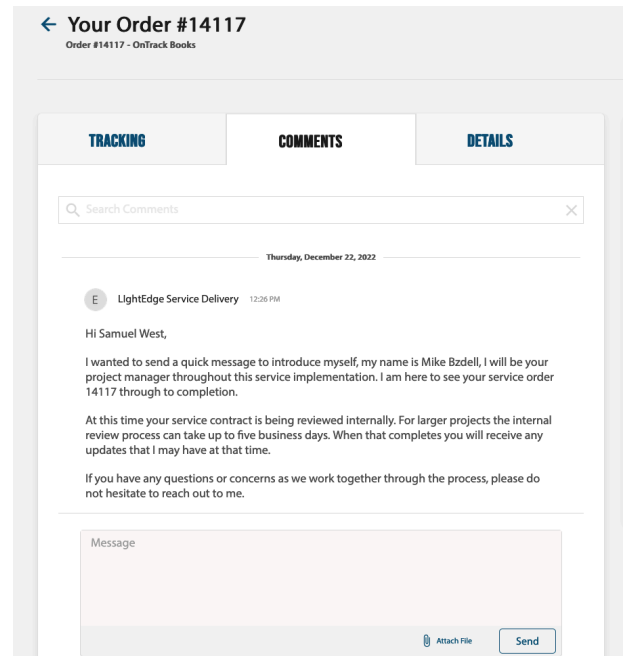 Your Order #14117
Order #14117 - OnTrack Books
TRACKING
COMMENTS
DETAILS
Search Comments
Thursday, December 22, 2022
E
LIghtEdge Service Delivery
12:26 PM
Hi Samuel West,
I wanted to send a quick message to introduce myself, my name is Mike Bzdell, I will be your
project manager throughout this service implementation. I am here to see your service order
14117 through to completion.
At this time your service contract is being reviewed internally. For larger projects the internal
review process can take up to five business days. When that completes you will receive any
updates that I may have at that time.
If you have any questions or concerns as we work together through the process, please do
not hesitate to reach out to me.
Message
Attach File
Send